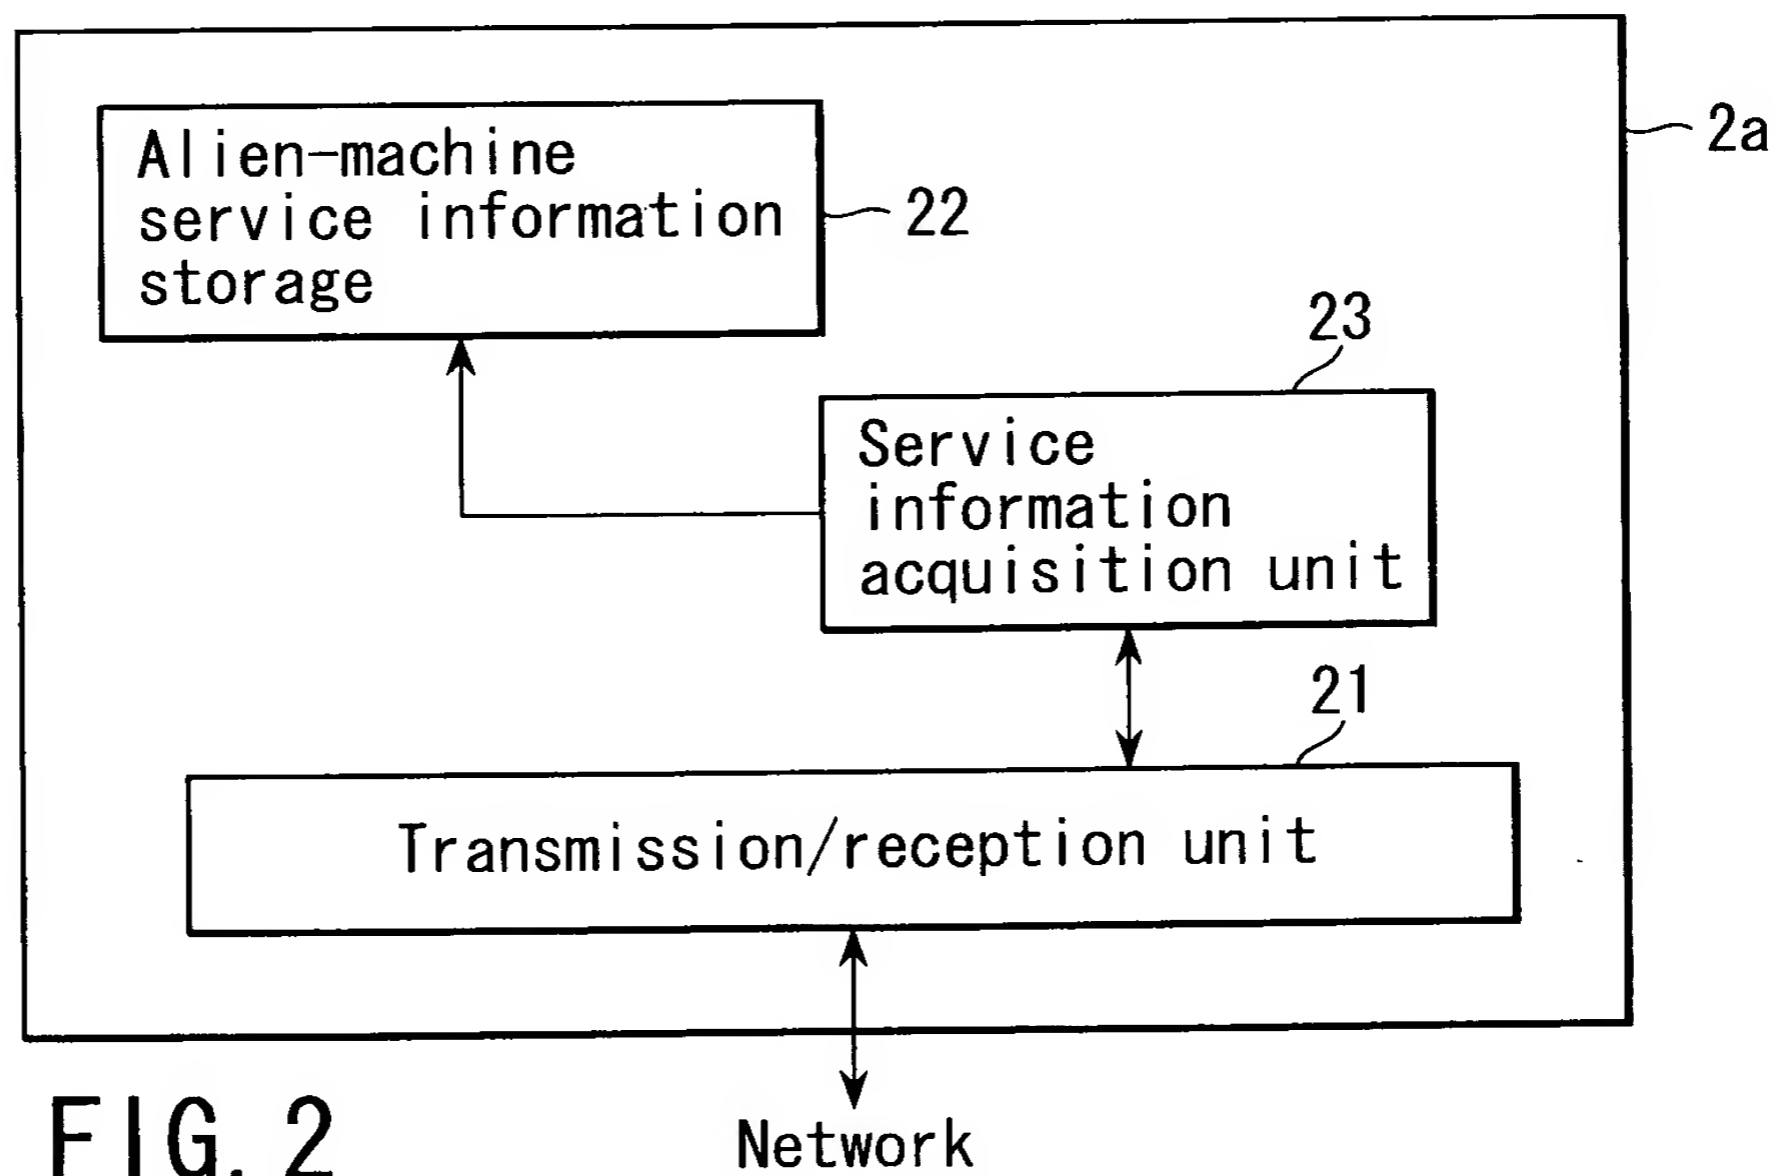 2a
Alien-machine
service information
storage
22
23
Service
information
acquisition unit
21
Transmission/reception unit
Network
FIG. 2